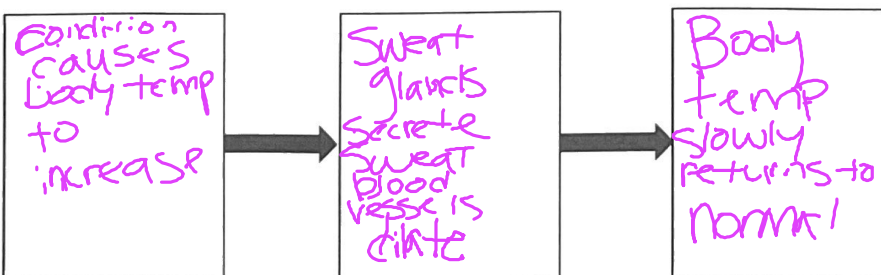 Condition
causes
body temp
to
increase
Sweat
glands
secrete
sweat
blood
vessels
dilate
Body
temp
slowly
returns to
normal